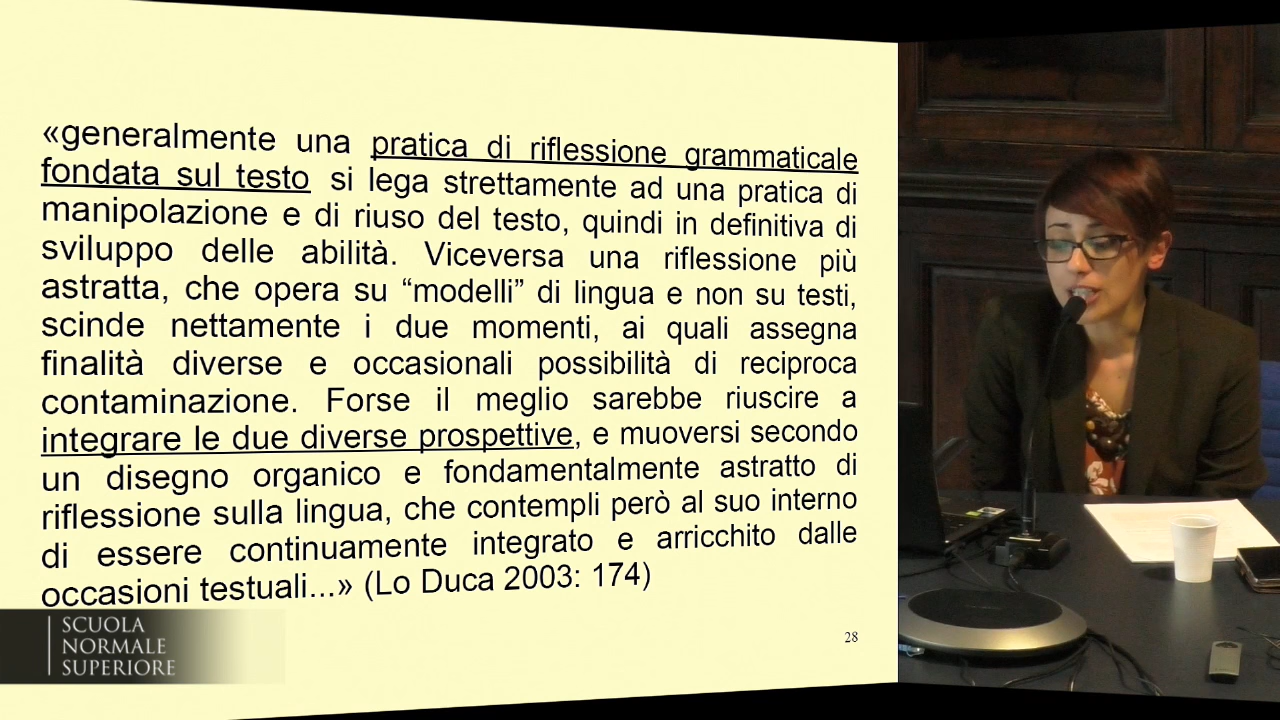 «generalmente una pratica di riflessione grammaticale
fondata sul testo si lega strettamente ad una pratica di
manipolazione e di riuso del testo, quindi in definitiva di
sviluppo delle abilità. Viceversa una riflessione più
astratta, che opera su “modelli” di lingua e non su testi,
scinde nettamente i due momenti, ai quali assegna
finalità diverse e occasionali possibilità di reciproca
contaminazione. Forse il meglio sarebbe riuscire a
integrare le due diverse prospettive, e muoversi secondo
un disegno organico e fondamentalmente astratto di
riflessione sulla lingua, che contempli però al suo interno
di essere continuamente integrato e arricchito dalle
occasioni testuali...» (Lo Duca 2003: 174)
28
SCUOLA
NORMALE
SUPERIORE